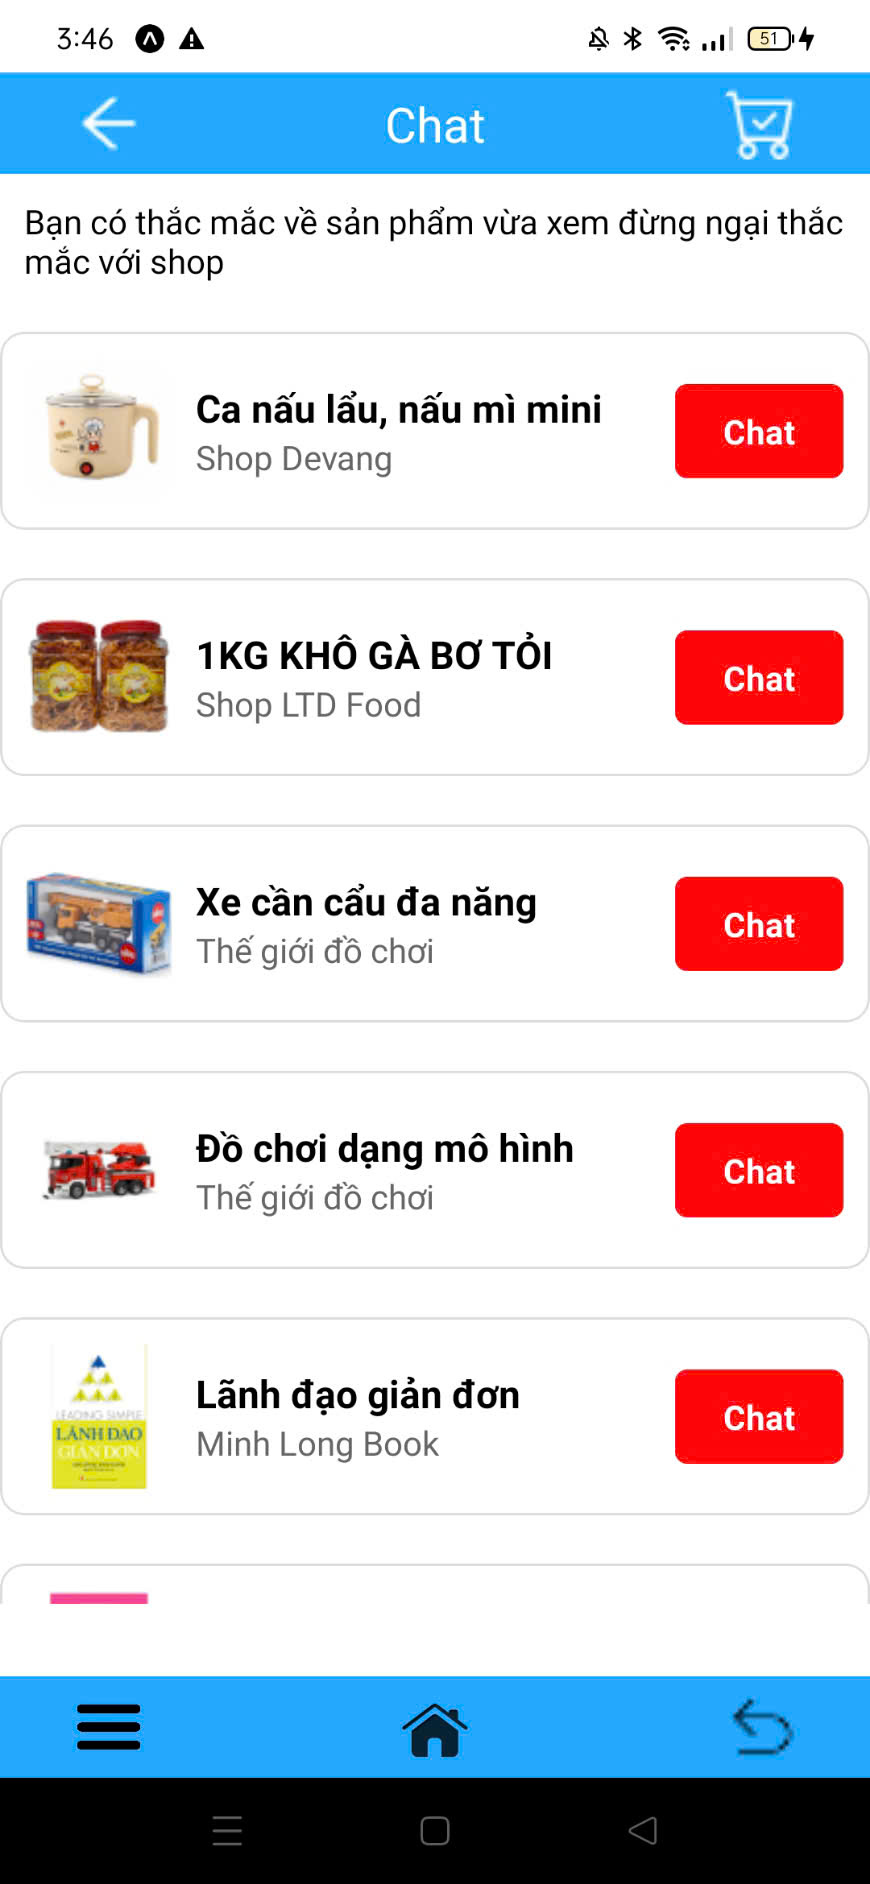 3:46
51
Chat
Bạn có thắc mắc về sản phẩm vừa xem đừng ngại thắc
mắc với shop
Ca nấu lẩu, nấu mì mini
Shop Devang
Chat
1KG KHÔ GÀ BƠ TỎI
Shop LTD Food
Chat
Xe cần cẩu đa năng
Thế giới đồ chơi
Chat
Đồ chơi dạng mô hình
Thế giới đồ chơi
Chat
LEADING SIMPLE
LÃNH ĐẠO
GIẢN ĐƠN
Lãnh đạo giản đơn
Minh Long Book
Chat